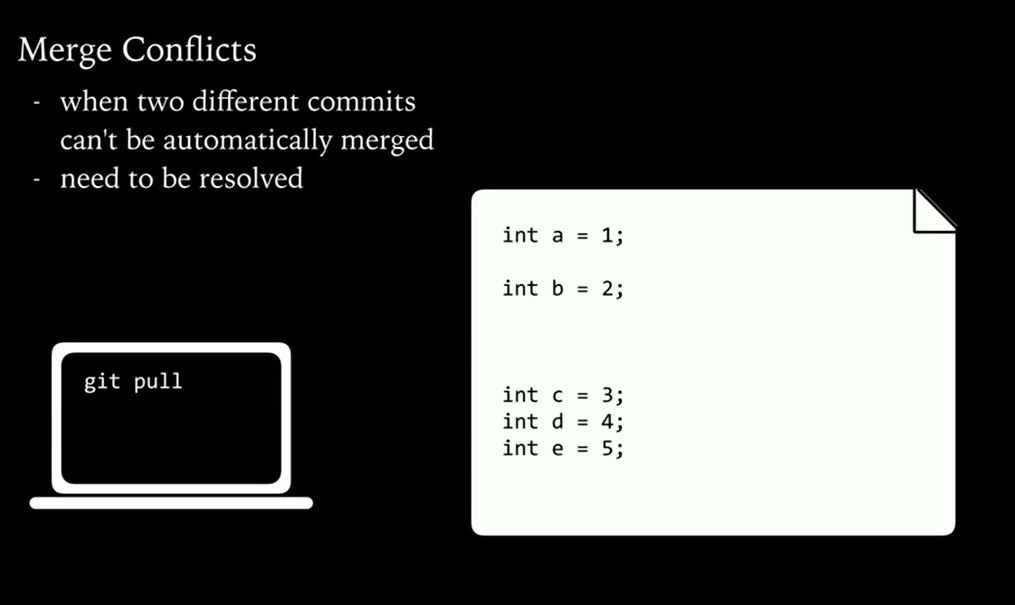 Merge Conflicts
- when two different commits
can't be automatically merged
- need to be resolved
git pull
int a = 1;
int b = 2;
int c = 3;
int d = 4;
int e = 5;